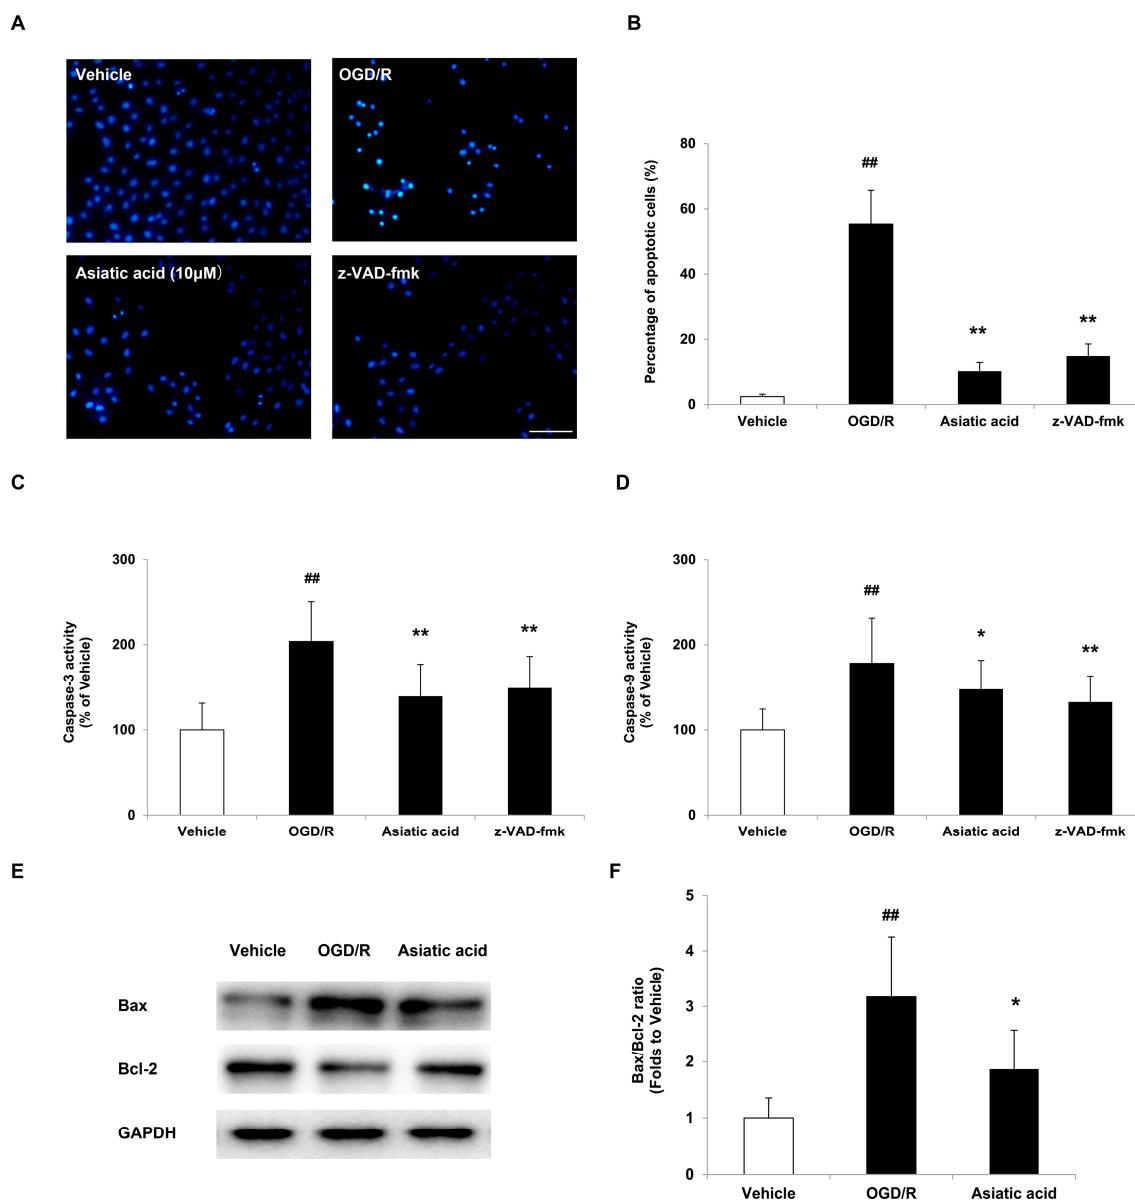 A
B
Vehicle
OGD/R
Asiatic acid (10μM)
z-VAD-fmk
Percentage of apoptotic cells (%)
80
60
40
20
0
##
**
**
Vehicle OGD/R Asiatic acid z-VAD-fmk
C
D
Caspase-3 activity
(% of Vehicle)
300
200
100
0
##
**
**
Vehicle OGD/R Asiatic acid z-VAD-fmk
Caspase-9 activity
(% of Vehicle)
300
200
100
0
##
*
**
Vehicle OGD/R Asiatic acid z-VAD-fmk
E
F
Vehicle OGD/R Asiatic acid
Bax
Bcl-2
GAPDH
Bax/Bcl-2 ratio
(Folds to Vehicle)
5
4
3
2
1
0
##
*
Vehicle OGD/R Asiatic acid